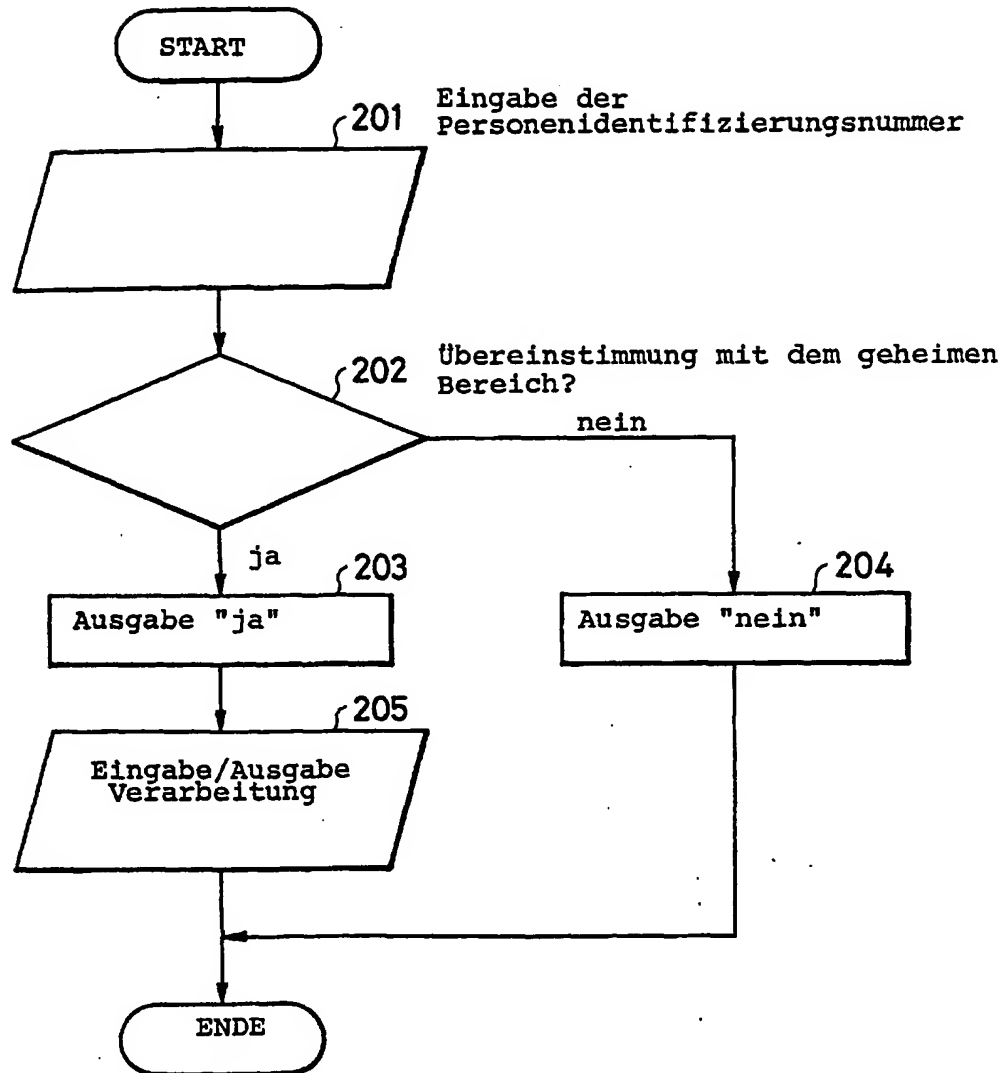 START
201
Eingabe der
Personenidentifizierungsnummer
202
Übereinstimmung mit dem geheimen
Bereich?
nein
ja
203
Ausgabe "ja"
204
Ausgabe "nein"
205
Eingabe/Ausgabe
Verarbeitung
ENDE